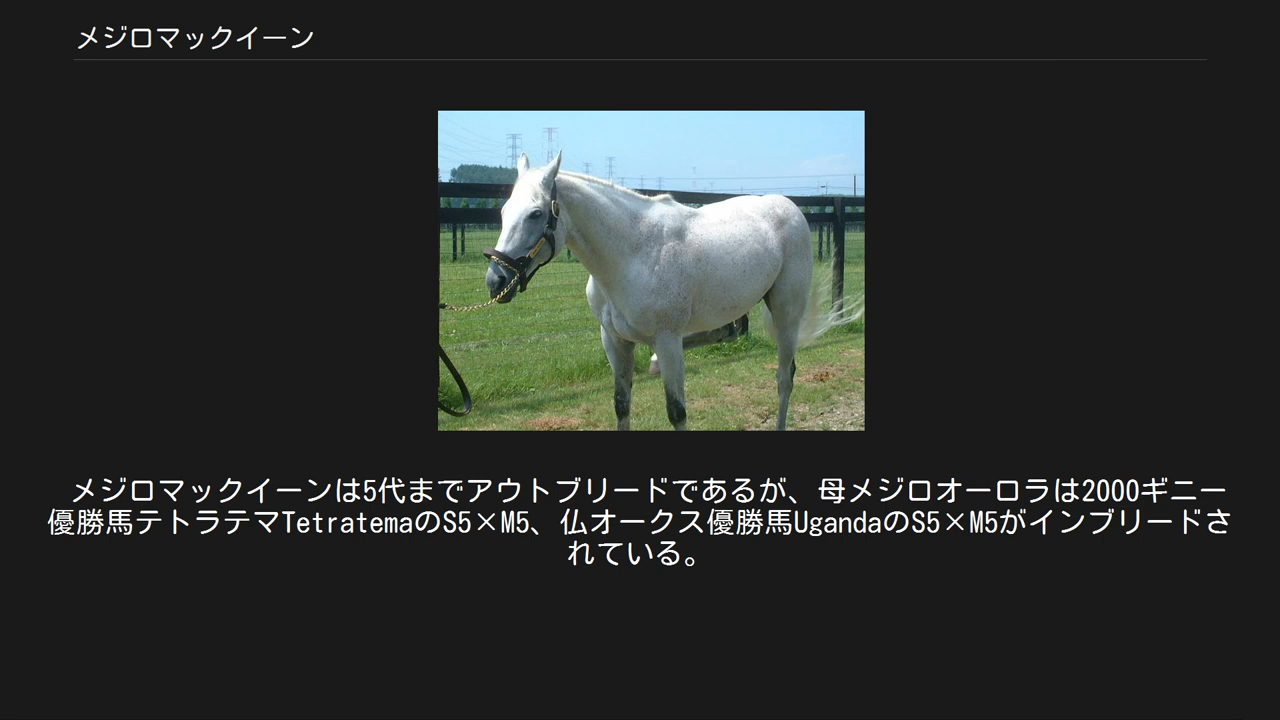 メジロマックイーン
メジロマックイーンは5代までアウトブリードであるが、母メジロオーロラは2000ギニー
優勝馬テトラテマTetratemaのS5×M5、仏オークス優勝馬UgandaのS5×M5がインブリードさ
れている。